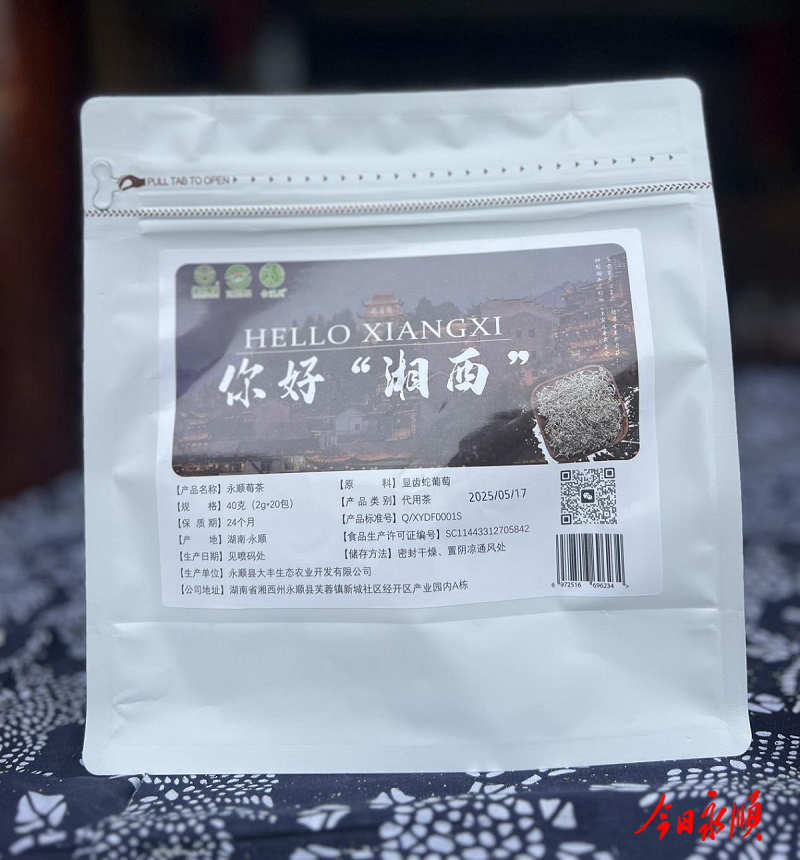 PULL TAB TO OPEN
HELLO XIANGXI
你好“湘西”
【产品名称】永顺莓茶
【规 格】40克（2g*20包）
【保 质 期】24个月
【产 地】湖南·永顺
【生产日期】见喷码处
【生产单位】永顺县大丰生态农业开发有限公司
【公司地址】湖南省湘西州永顺县芙蓉镇新城社区经开区产业园内A栋
【原 料】显齿蛇葡萄
【产品类别】代用茶
2025/05/17
【产品标准号】Q/XYDF0001S
【食品生产许可证编号】SC11443312705842
【储存方法】密封干燥、置阴凉通风处
6 972516 696234 >
今日永顺